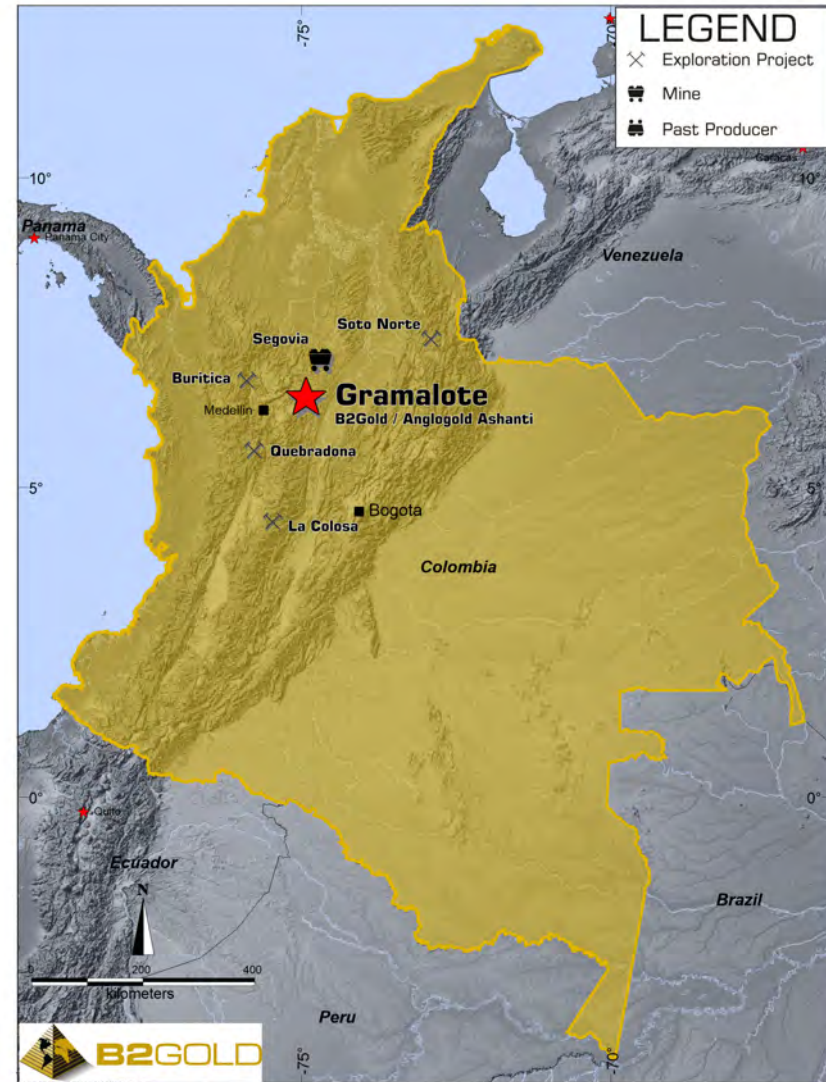 -75°
-70°
LEGEND
Exploration Project
Mine
Past Producer
Caracas
10°
10°
Panama
Panama City
Venezuela
Soto Norte
Segovia
Buritica
Gramalote
B2Gold / Anglogold Ashanti
Medellin
Quebradona
5°
5°
Bogota
La Colosa
Colombia
0°
0°
Quito
Ecuador
N
Brazil
0 200 400
kilometers
Peru
B2GOLD
-75°
-70°